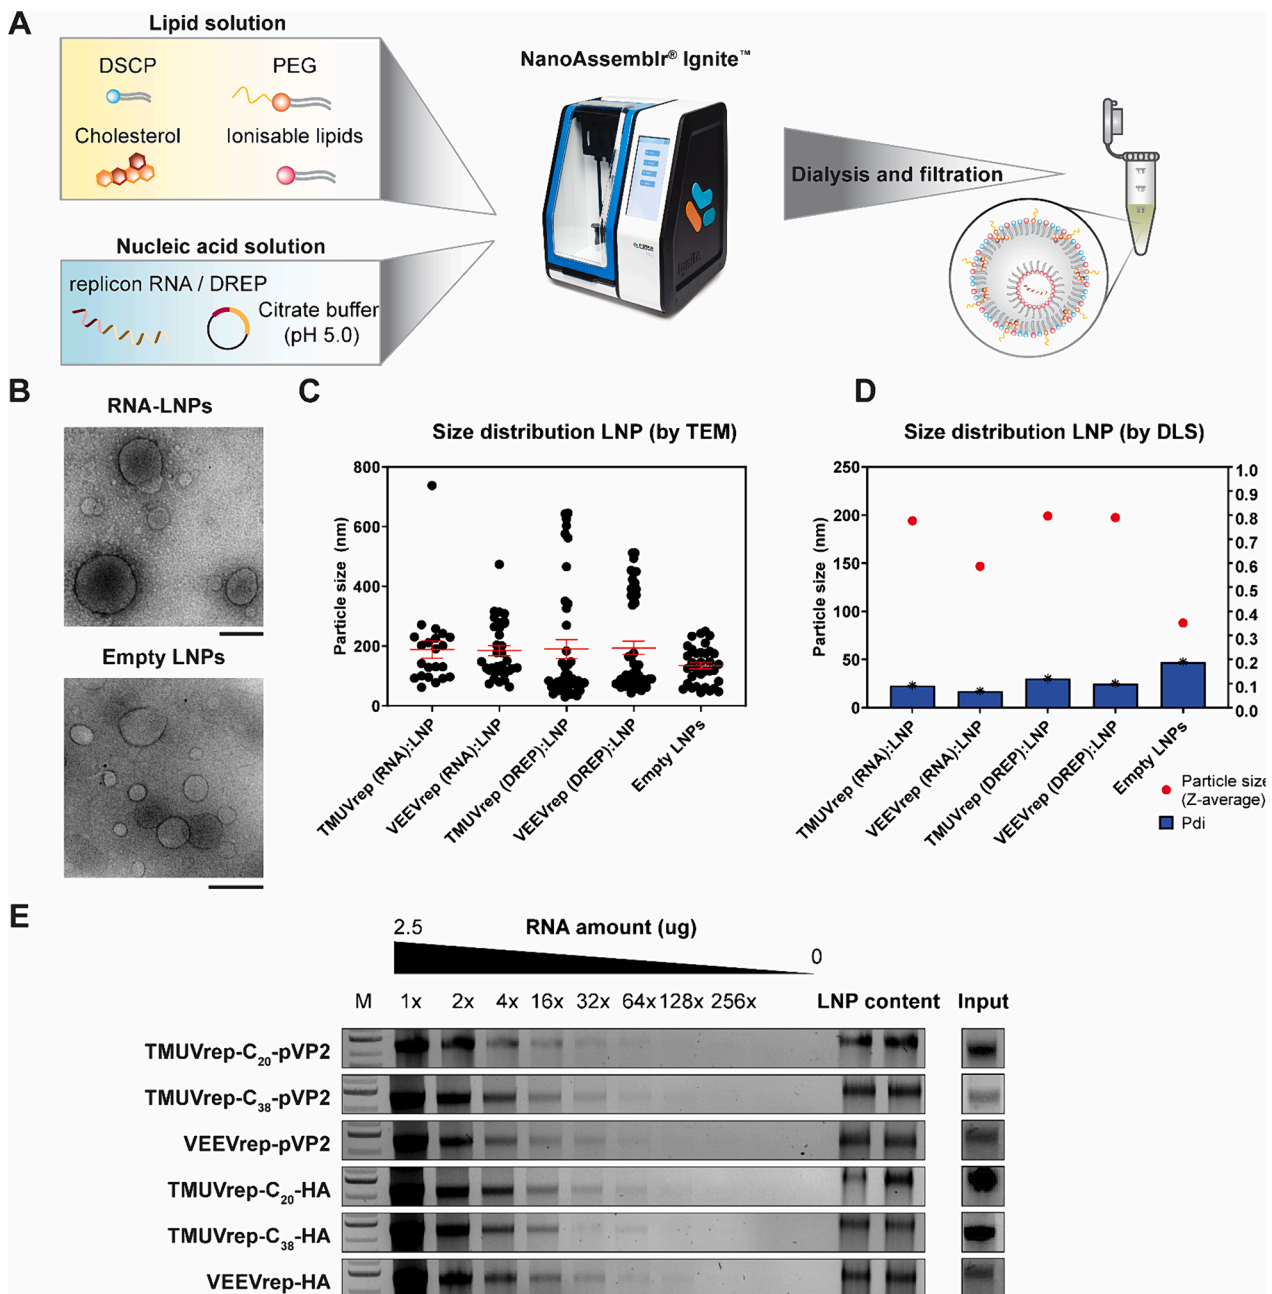 A
Lipid solution
DSCP
PEG
Cholesterol
Ionisable lipids
Nucleic acid solution
replicon RNA / DREP
Citrate buffer
(pH 5.0)
NanoAssemblr® Ignite™
Ignite
Dialysis and filtration
B
RNA-LNPs
Empty LNPs
C
Size distribution LNP (by TEM)
Particle size (nm)
800
600
400
200
0
TMUVrep (RNA):LNP
VEEVrep (RNA):LNP
TMUVrep (DREP):LNP
VEEVrep (DREP):LNP
Empty LNPs
D
Size distribution LNP (by DLS)
Particle size (nm)
250
200
150
100
50
0
1.0
0.9
0.8
0.7
0.6
0.5
0.4
0.3
0.2
0.1
0.0
TMUVrep (RNA):LNP
VEEVrep (RNA):LNP
TMUVrep (DREP):LNP
VEEVrep (DREP):LNP
Empty LNPs
Particle size
(Z-average)
Pdi
E
2.5
RNA amount (ug)
0
M 1x 2x 4x 16x 32x 64x 128x 256x LNP content Input
TMUVrep-C20-pVP2
TMUVrep-C38-pVP2
VEEVrep-pVP2
TMUVrep-C20-HA
TMUVrep-C38-HA
VEEVrep-HA